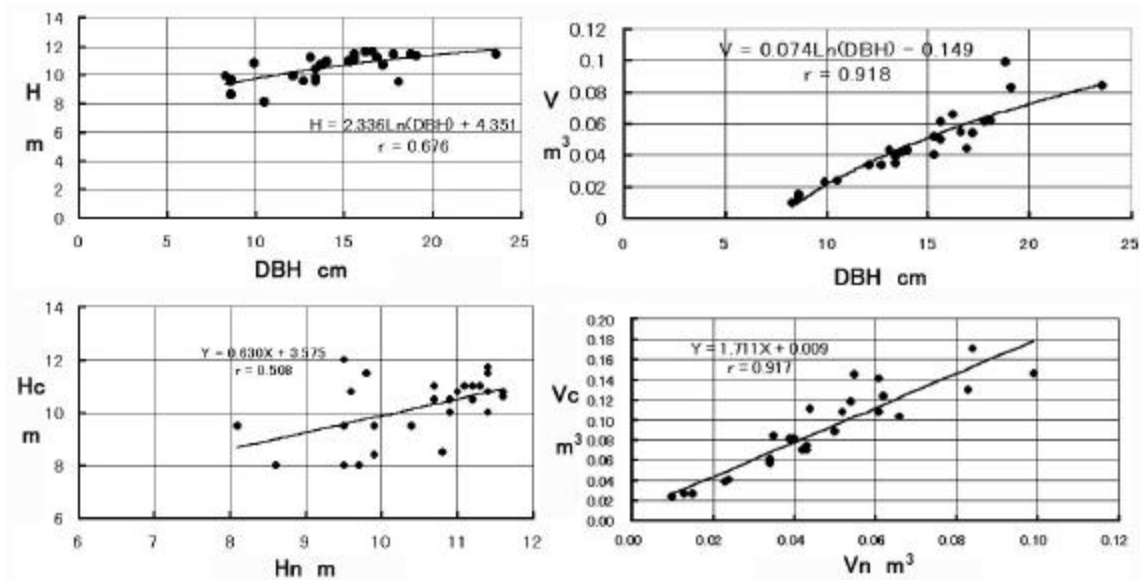 14
12
10
8
6
4
2
0
H
m
H = 2.336Ln(DBH) + 4.351
r = 0.676
0 5 10 15 20 25
DBH cm
0.12
0.1
0.08
0.06
0.04
0.02
0
V
m³
V = 0.074Ln(DBH) - 0.149
r = 0.918
0 5 10 15 20 25
DBH cm
14
12
10
8
6
Hc
m
Y = 0.630X + 3.575
r = 0.508
6 7 8 9 10 11 12
Hn m
0.20
0.18
0.16
0.14
0.12
0.10
0.08
0.06
0.04
0.02
0.00
Vc
m³
Y = 1.711X + 0.009
r = 0.917
0.00 0.02 0.04 0.06 0.08 0.10 0.12
Vn m³